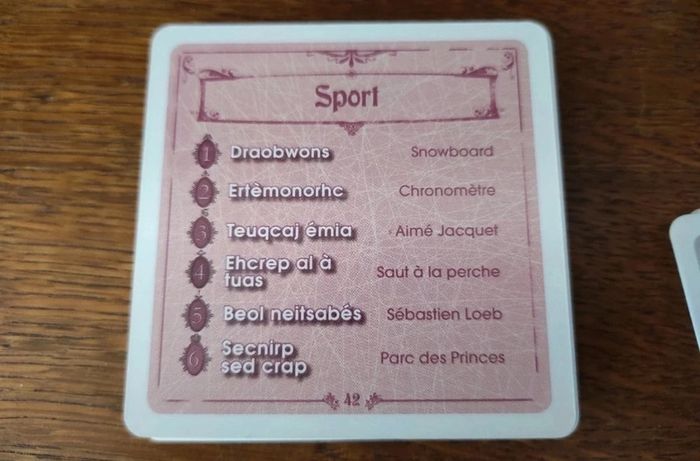 Sport
1 Draobwons Snowboard
2 Ertèmonorhc Chronomètre
3 Teuqcaj émia Aimé Jacquet
4 Ehcrep al à
tuas Saut à la perche
5 Beol neitsabés Sébastien Loeb
6 Secnirp
sed crap Parc des Princes
42